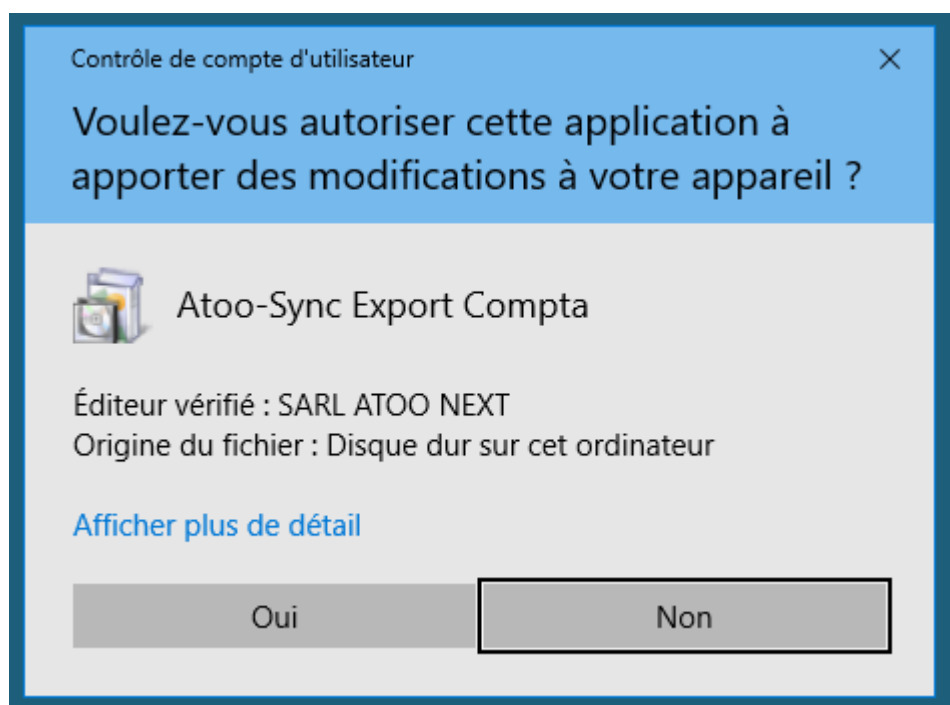 Contrôle de compte d'utilisateur
Voulez-vous autoriser cette application à
apporter des modifications à votre appareil ?
Atoo-Sync Export Compta
Éditeur vérifié : SARL ATOO NEXT
Origine du fichier : Disque dur sur cet ordinateur
Afficher plus de détail
Oui
Non